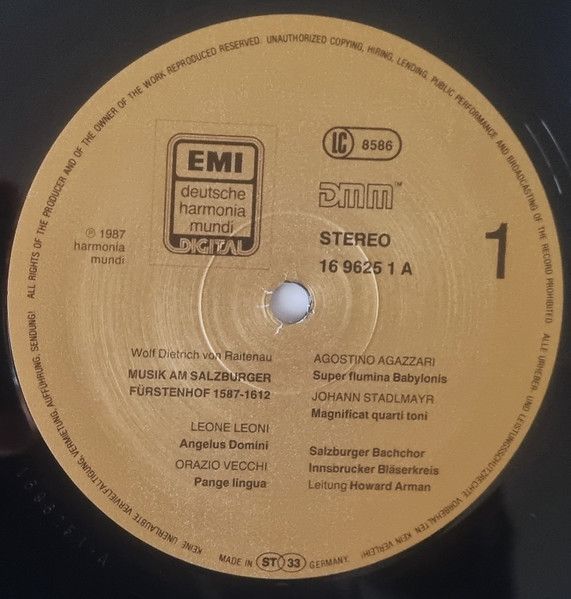 ALL RIGHTS OF THE PRODUCER AND OF THE OWNER OF THE WORK REPRODUCED RESERVED. UNAUTHORIZED COPYING, HIRING, LENDING, PUBLIC PERFORMANCE AND BROADCASTING OF THE RECORD PROHIBITED
ALLE URHEBER- UND LEISTUNGSSCHUTZRECHTE VORBEHALTEN. KEIN VERLEIH! KEINE UNERLAUBTE VERVIELFÄLTIGUNG, VERMIETUNG, AUFFÜHRUNG, SENDUNG!
EMI
deutsche
harmonia
mundi
DIGITAL
LC 8586
DMM™
STEREO
16 9625 1 A
1
℗ 1987
harmonia
mundi
Wolf Dietrich von Raitenau
MUSIK AM SALZBURGER
FÜRSTENHOF 1587-1612
LEONE LEONI
Angelus Domini
ORAZIO VECCHI
Pange lingua
AGOSTINO AGAZZARI
Super flumina Babylonis
JOHANN STADLMAYR
Magnificat quarti toni
Salzburger Bachchor
Innsbrucker Bläserkreis
Leitung Howard Arman
MADE IN ST 33 GERMANY.